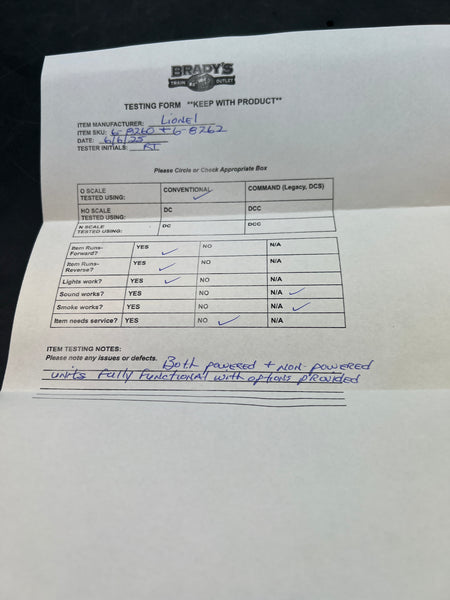 BRADY'S
TRAIN OUTLET
TESTING FORM **KEEP WITH PRODUCT**
ITEM MANUFACTURER: Lionel
ITEM SKU: 6-8260 + 6-8262
DATE: 6/6/25
TESTER INITIALS: RI
Please Circle or Check Appropriate Box
O SCALE TESTED USING: CONVENTIONAL ✓ COMMAND (Legacy, DCS)
HO SCALE TESTED USING: DC DCC
N SCALE TESTED USING: DC DCC
Item Runs- Forward? YES ✓ NO N/A
Item Runs- Reverse? YES ✓ NO N/A
Lights work? YES ✓ NO N/A
Sound works? YES NO N/A ✓
Smoke works? YES NO N/A ✓
Item needs service? YES NO ✓ N/A
ITEM TESTING NOTES:
Please note any issues or defects. Both powered + non-powered
units fully functional with options provided